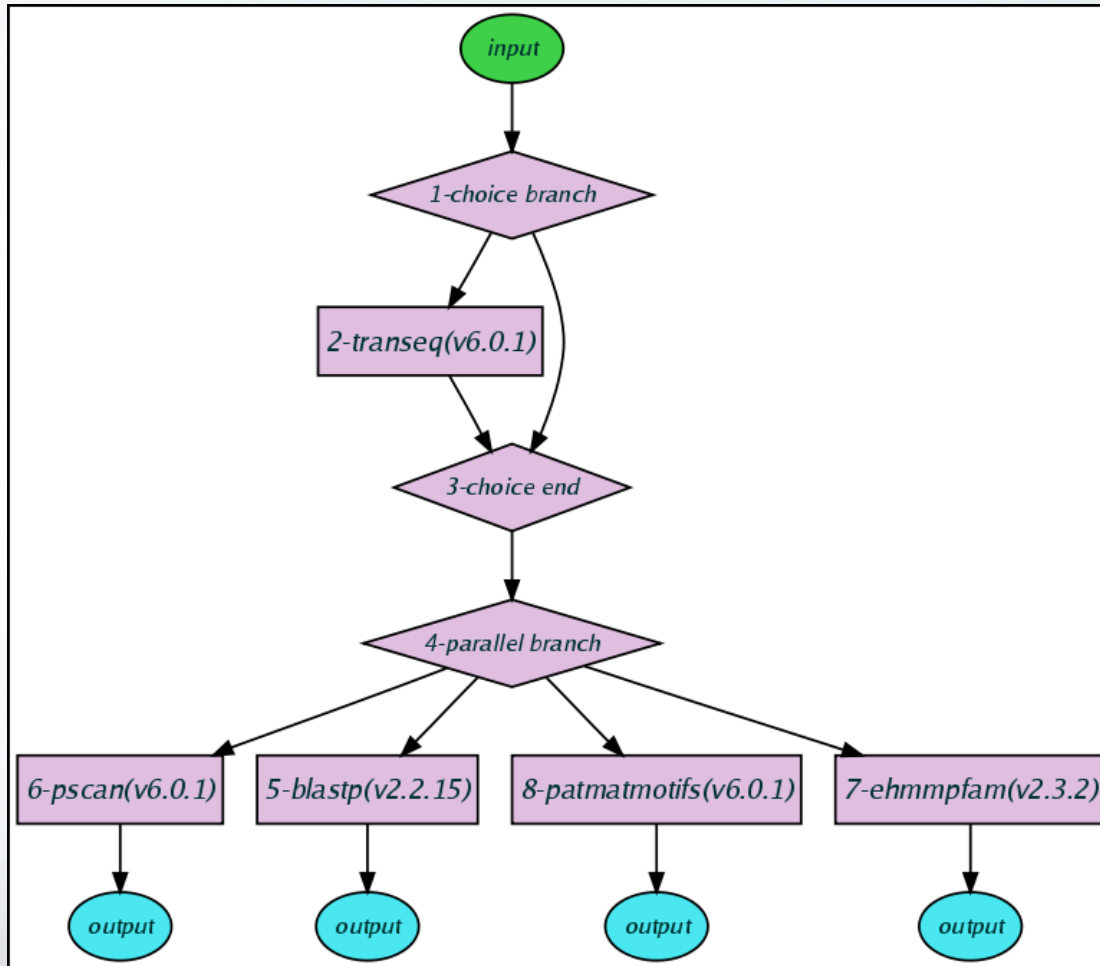 input
1-choice branch
2-transeq(v6.0.1)
3-choice end
4-parallel branch
6-pscan(v6.0.1)
5-blastp(v2.2.15)
8-patmatmotifs(v6.0.1)
7-ehmmpfam(v2.3.2)
output
output
output
output